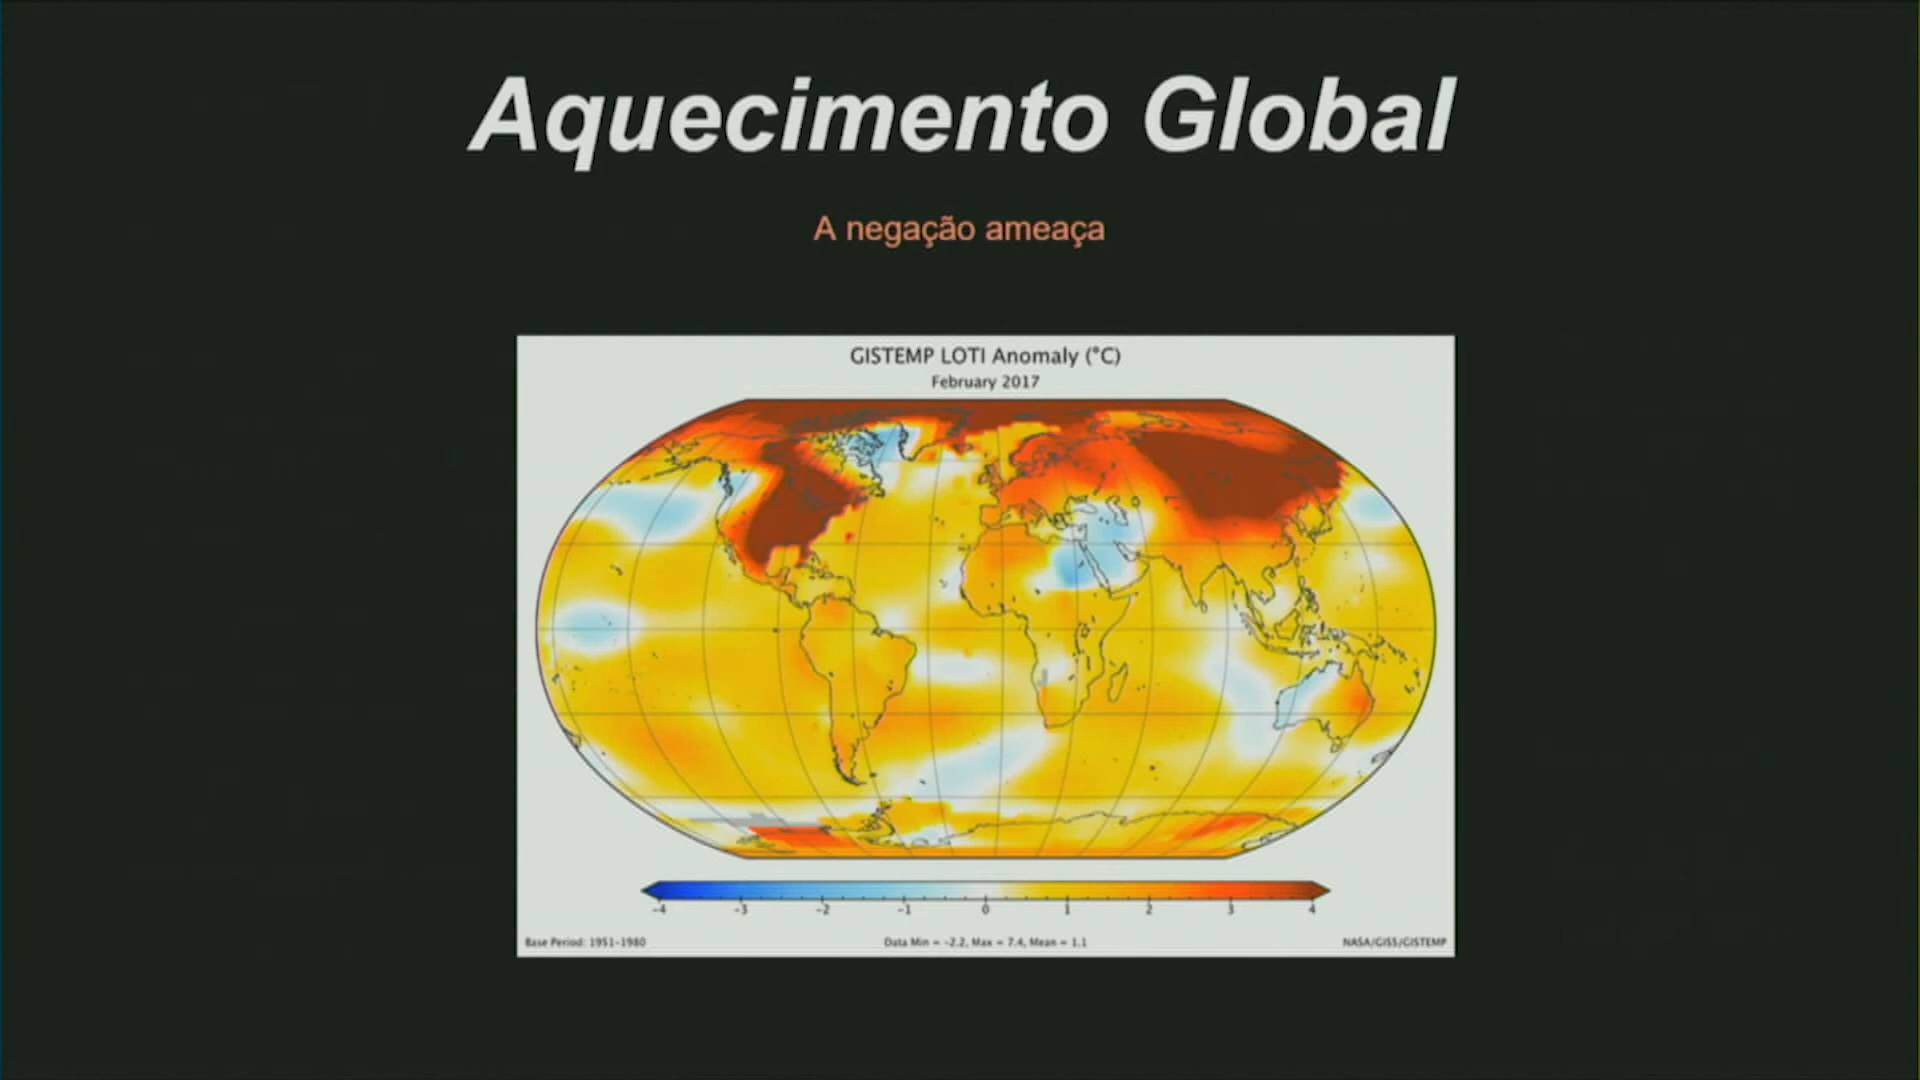 Aquecimento Global
A negação ameaça
GISTEMP LOTI Anomaly (°C)
February 2017
-4 -3 -2 -1 0 1 2 3 4
Base Period: 1951-1980 Data Min = -2.2, Max = 7.4, Mean = 1.1 NASA/GISS/GISTEMP